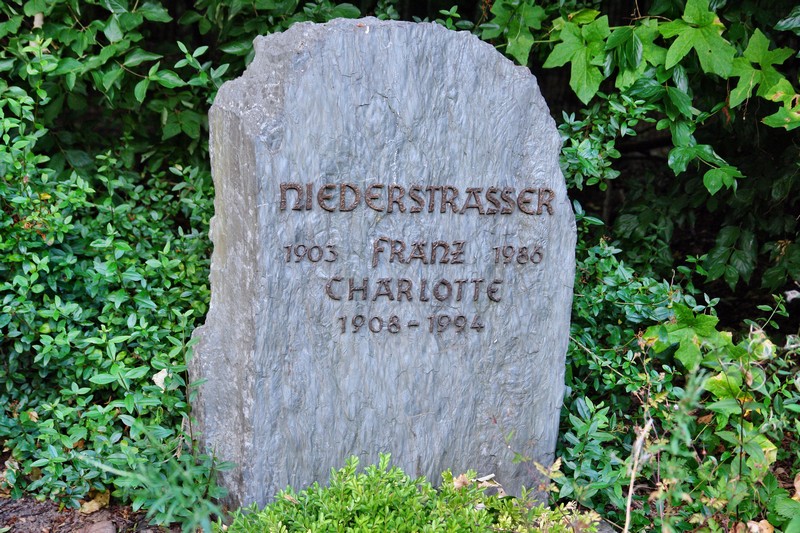 NIEDERSTRASSER
1903 FRANZ 1986
CHARLOTTE
1908-1994